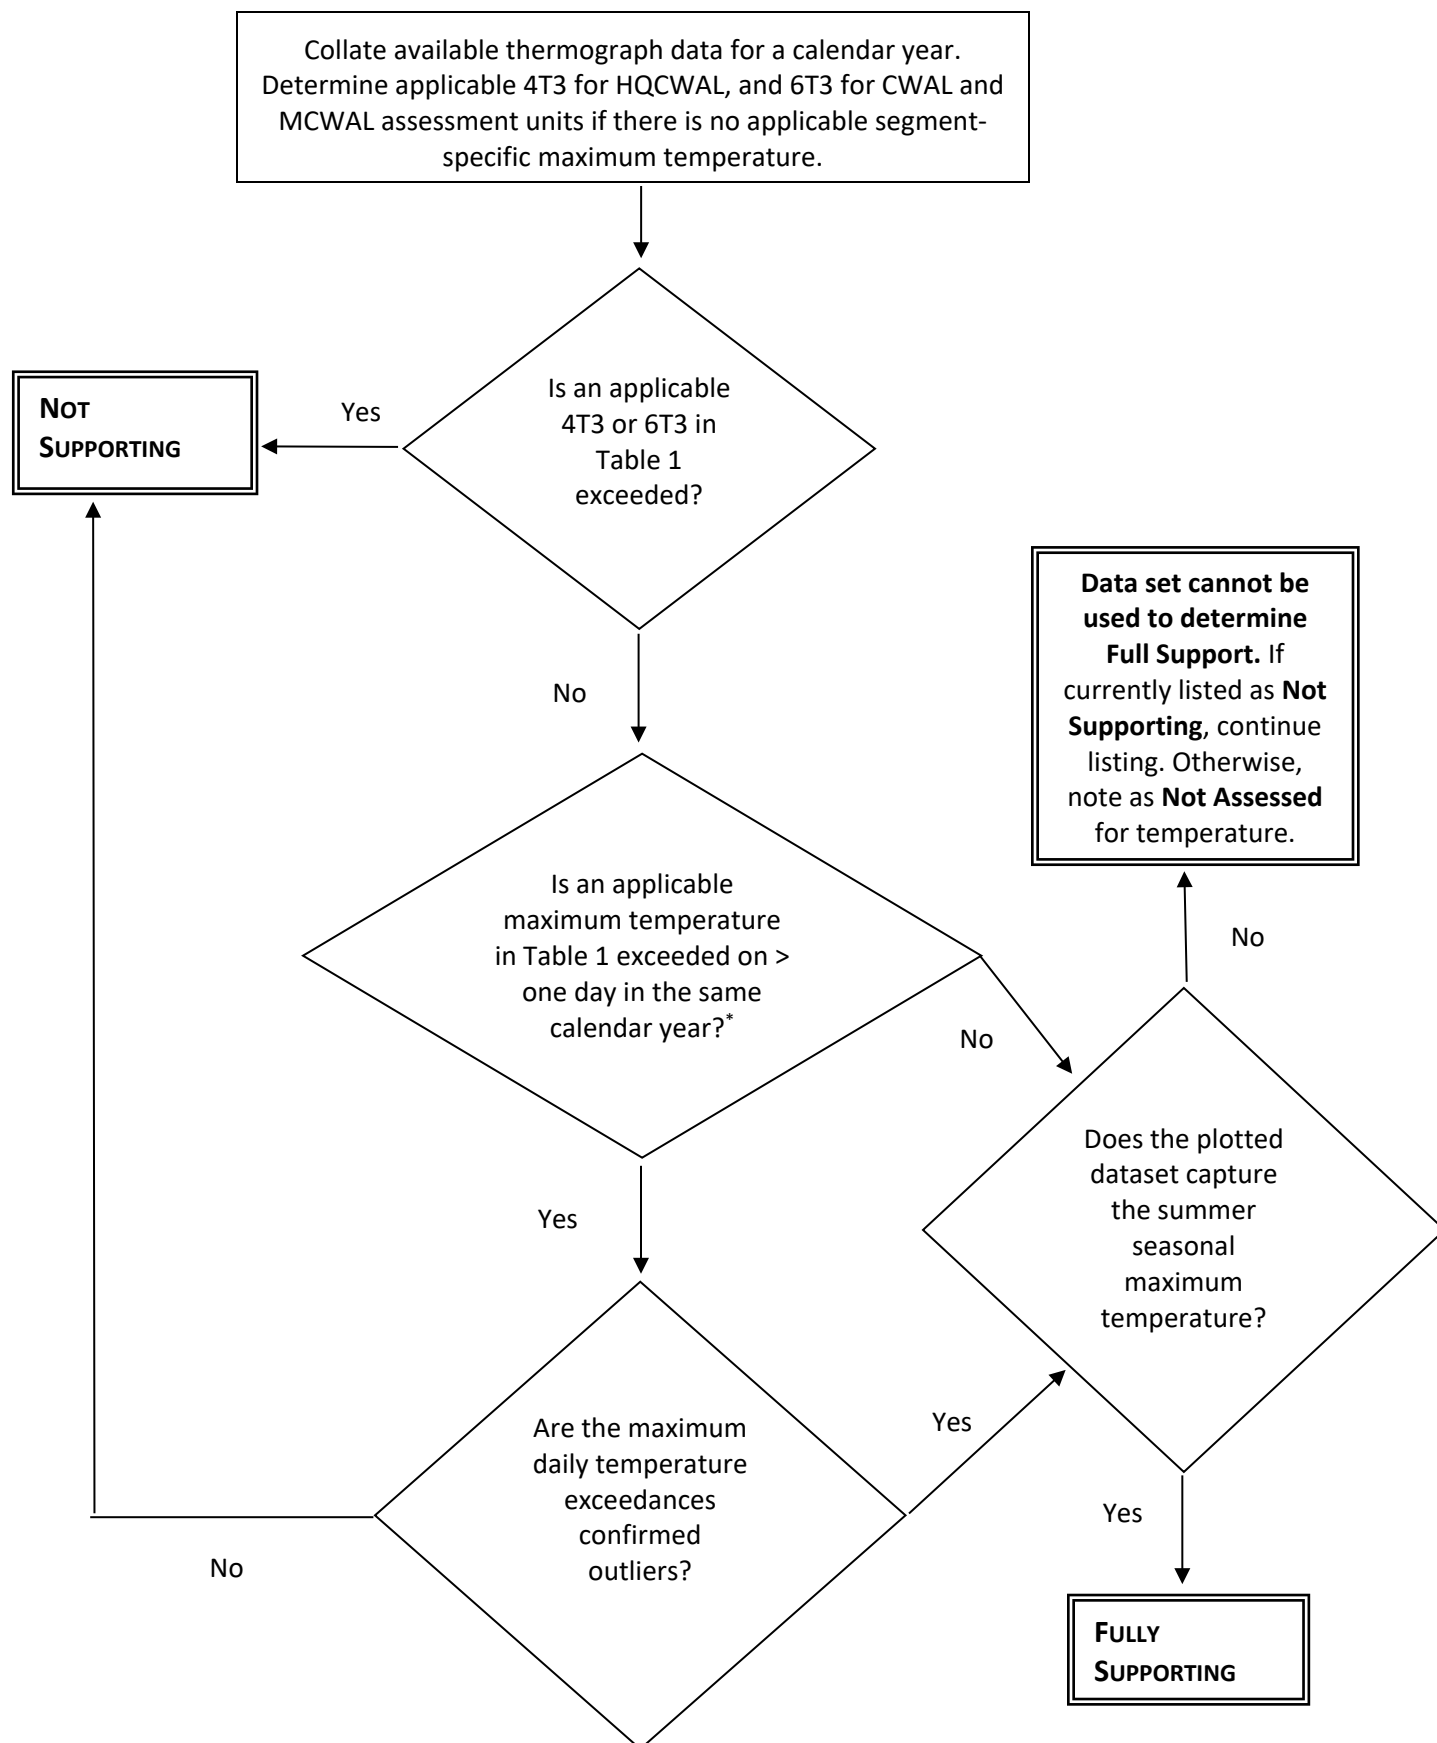 Collate available thermograph data for a calendar year.
Determine applicable 4T3 for HQCWAL, and 6T3 for CWAL and
MCWAL assessment units if there is no applicable segment-
specific maximum temperature.
Is an applicable
4T3 or 6T3 in
Table 1
exceeded?
Yes
NOT
SUPPORTING
No
Data set cannot be
used to determine
Full Support. If
currently listed as Not
Supporting, continue
listing. Otherwise,
note as Not Assessed
for temperature.
Is an applicable
maximum temperature
in Table 1 exceeded on >
one day in the same
calendar year?*
No
No
Yes
Does the plotted
dataset capture
the summer
seasonal
maximum
temperature?
Are the maximum
daily temperature
exceedances
confirmed
outliers?
Yes
No
Yes
FULLY
SUPPORTING